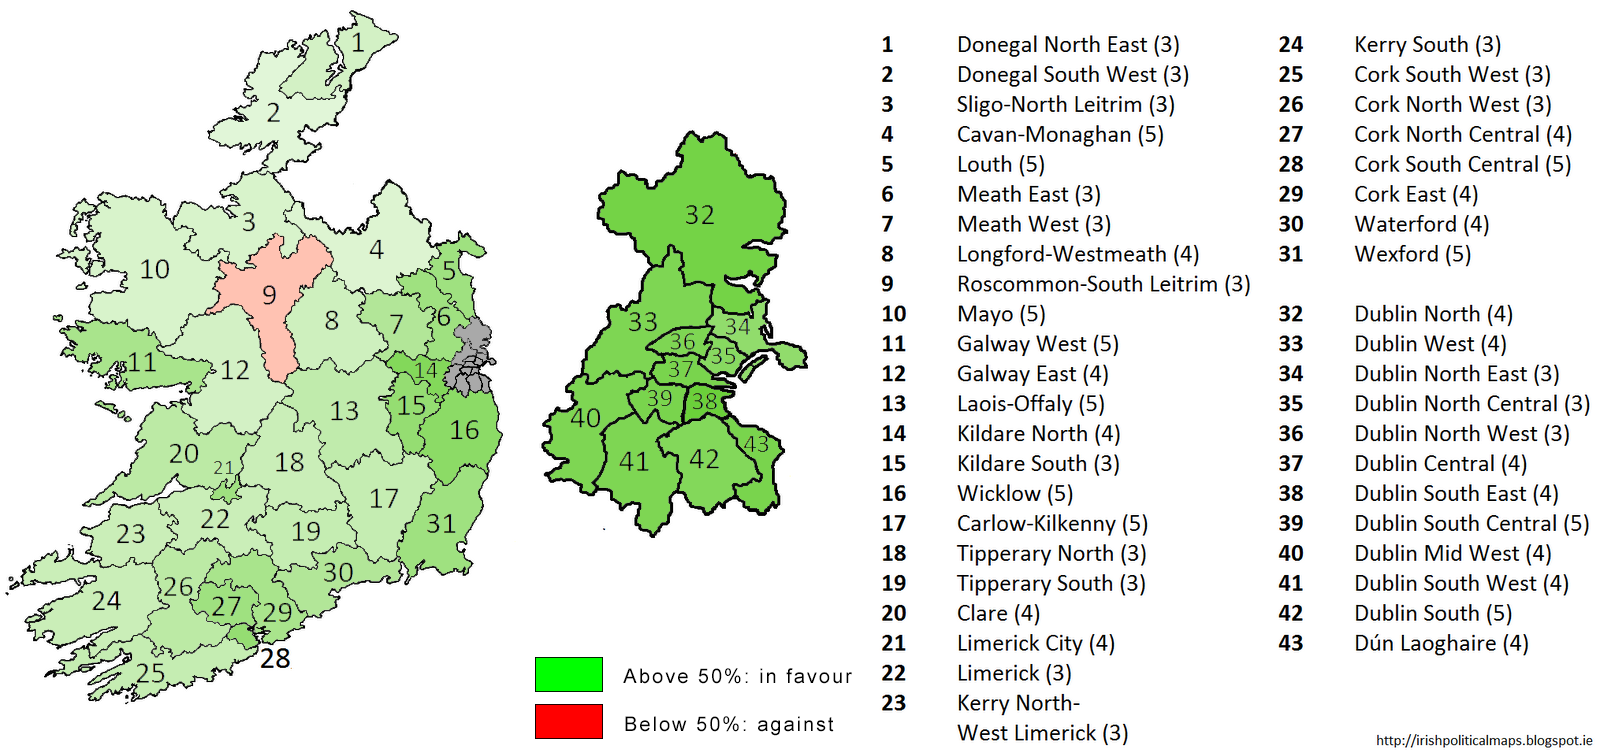 1 Donegal North East (3)
2 Donegal South West (3)
3 Sligo-North Leitrim (3)
4 Cavan-Monaghan (5)
5 Louth (5)
6 Meath East (3)
7 Meath West (3)
8 Longford-Westmeath (4)
9 Roscommon-South Leitrim (3)
10 Mayo (5)
11 Galway West (5)
12 Galway East (4)
13 Laois-Offaly (5)
14 Kildare North (4)
15 Kildare South (3)
16 Wicklow (5)
17 Carlow-Kilkenny (5)
18 Tipperary North (3)
19 Tipperary South (3)
20 Clare (4)
21 Limerick City (4)
22 Limerick (3)
23 Kerry North-
West Limerick (3)
24 Kerry South (3)
25 Cork South West (3)
26 Cork North West (3)
27 Cork North Central (4)
28 Cork South Central (5)
29 Cork East (4)
30 Waterford (4)
31 Wexford (5)
32 Dublin North (4)
33 Dublin West (4)
34 Dublin North East (3)
35 Dublin North Central (3)
36 Dublin North West (3)
37 Dublin Central (4)
38 Dublin South East (4)
39 Dublin South Central (5)
40 Dublin Mid West (4)
41 Dublin South West (4)
42 Dublin South (5)
43 Dún Laoghaire (4)
1
2
3
4
5
6
7
8
9
10
11
12
13
14
15
16
17
18
19
20
21
22
23
24
25
26
27
28
29
30
31
32
33
34
35
36
37
38
39
40
41
42
43
Above 50%: in favour
Below 50%: against
http://irishpoliticalmaps.blogspot.ie